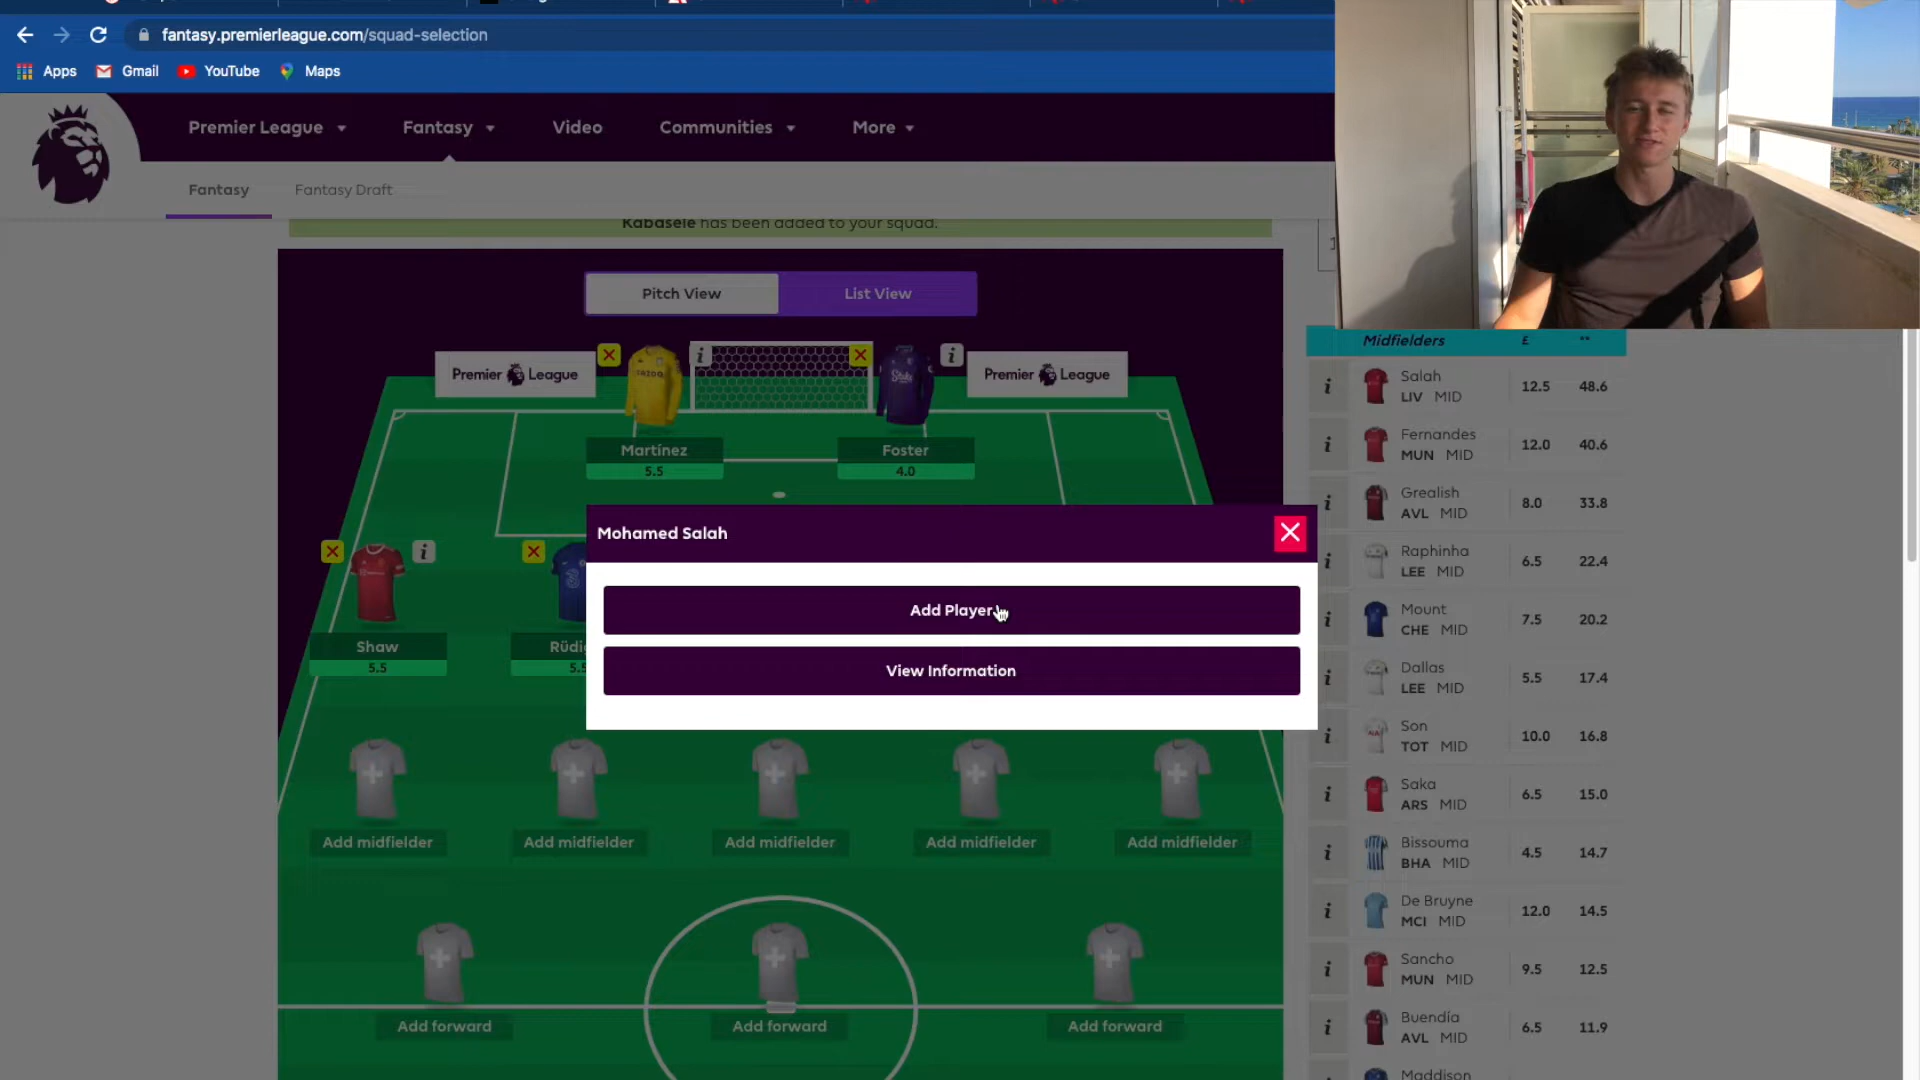 fantasy.premierleague.com/squad-selection
Apps Gmail YouTube Maps
Premier League Fantasy Video Communities More
Fantasy Fantasy Draft
Kabasele has been added to your squad.
Pitch View List View
Premier League Premier League
Martínez
5.5
Foster
4.0
Mohamed Salah
Add Player
View Information
Shaw
5.5
Add midfielder Add midfielder Add midfielder Add midfielder Add midfielder
Add forward Add forward Add forward
Midfielders £ **
Salah
LIV MID 12.5 48.6
Fernandes
MUN MID 12.0 40.6
Grealish
AVL MID 8.0 33.8
Raphinha
LEE MID 6.5 22.4
Mount
CHE MID 7.5 20.2
Dallas
LEE MID 5.5 17.4
Son
TOT MID 10.0 16.8
Saka
ARS MID 6.5 15.0
Bissouma
BHA MID 4.5 14.7
De Bruyne
MCI MID 12.0 14.5
Sancho
MUN MID 9.5 12.5
Buendía
AVL MID 6.5 11.9
Maddison